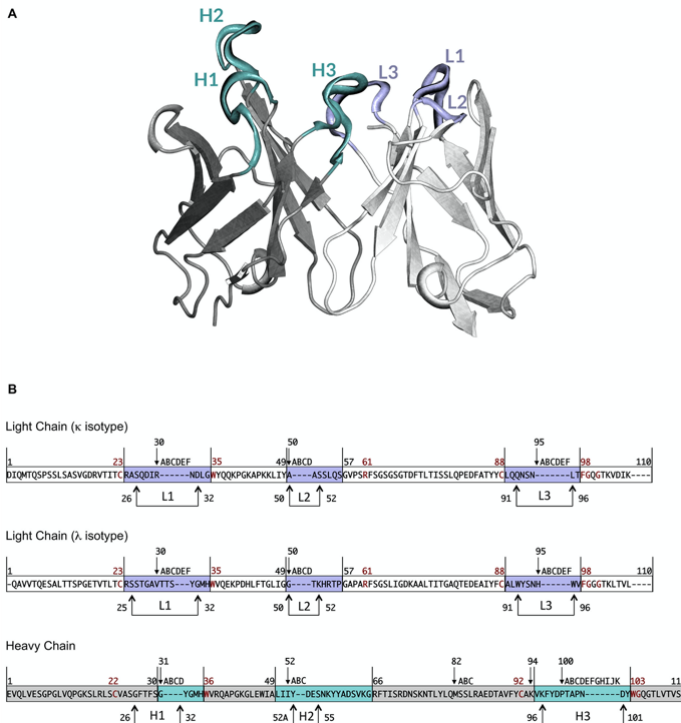 A
H2
H1
H3
L3
L1
L2
B
Light Chain (κ isotype)
30 50 95
1 23 ABCDEF 35 49 ABCD 57 61 88 ABCDEF 98 110
DIQMTQSPSSLSASVGDRVTITCRASQDIR------NDLGWYQQKPGKAPKKLIYA----ASSLQSGVPSRFSGSGSGTDFTLTISSLQPEDFATYYCLQQNSN------LTFGQGTKVDIK----
26 L1 32 50 L2 52 91 L3 96
Light Chain (λ isotype)
30 50 95
1 23 ABCDEF 35 49 ABCD 57 61 88 ABCDEF 98 110
-QAVVTQESALTTSPGETVTLTCRSSTGAVTTS---YGMHWVQEKPDHLFTGLIGG----TKHRTPGAPARFSGSLIGDKAALTITGAQTEDEAIYFCALWYSNH-----WVFGGGTKLTVL---
25 L1 32 50 L2 52 91 L3 96
Heavy Chain
31 52 82 92 94 100
1 22 30 ABCD 36 49 ABC 66 ABC ABCDEFGHIJK 103 11
EVQLVESGPGLVQPGKSLRLSCVASGFTFSG----YGMHWVRQAPGKGLEWIALIIY--DESNKYYADSVKGRFTISRDNSKNTLYLQMSSLRAEDTAVFYCAKVKFYDPTAPN------DYWGQGTLVTVS
26 H1 32 52A H2 55 96 H3 101